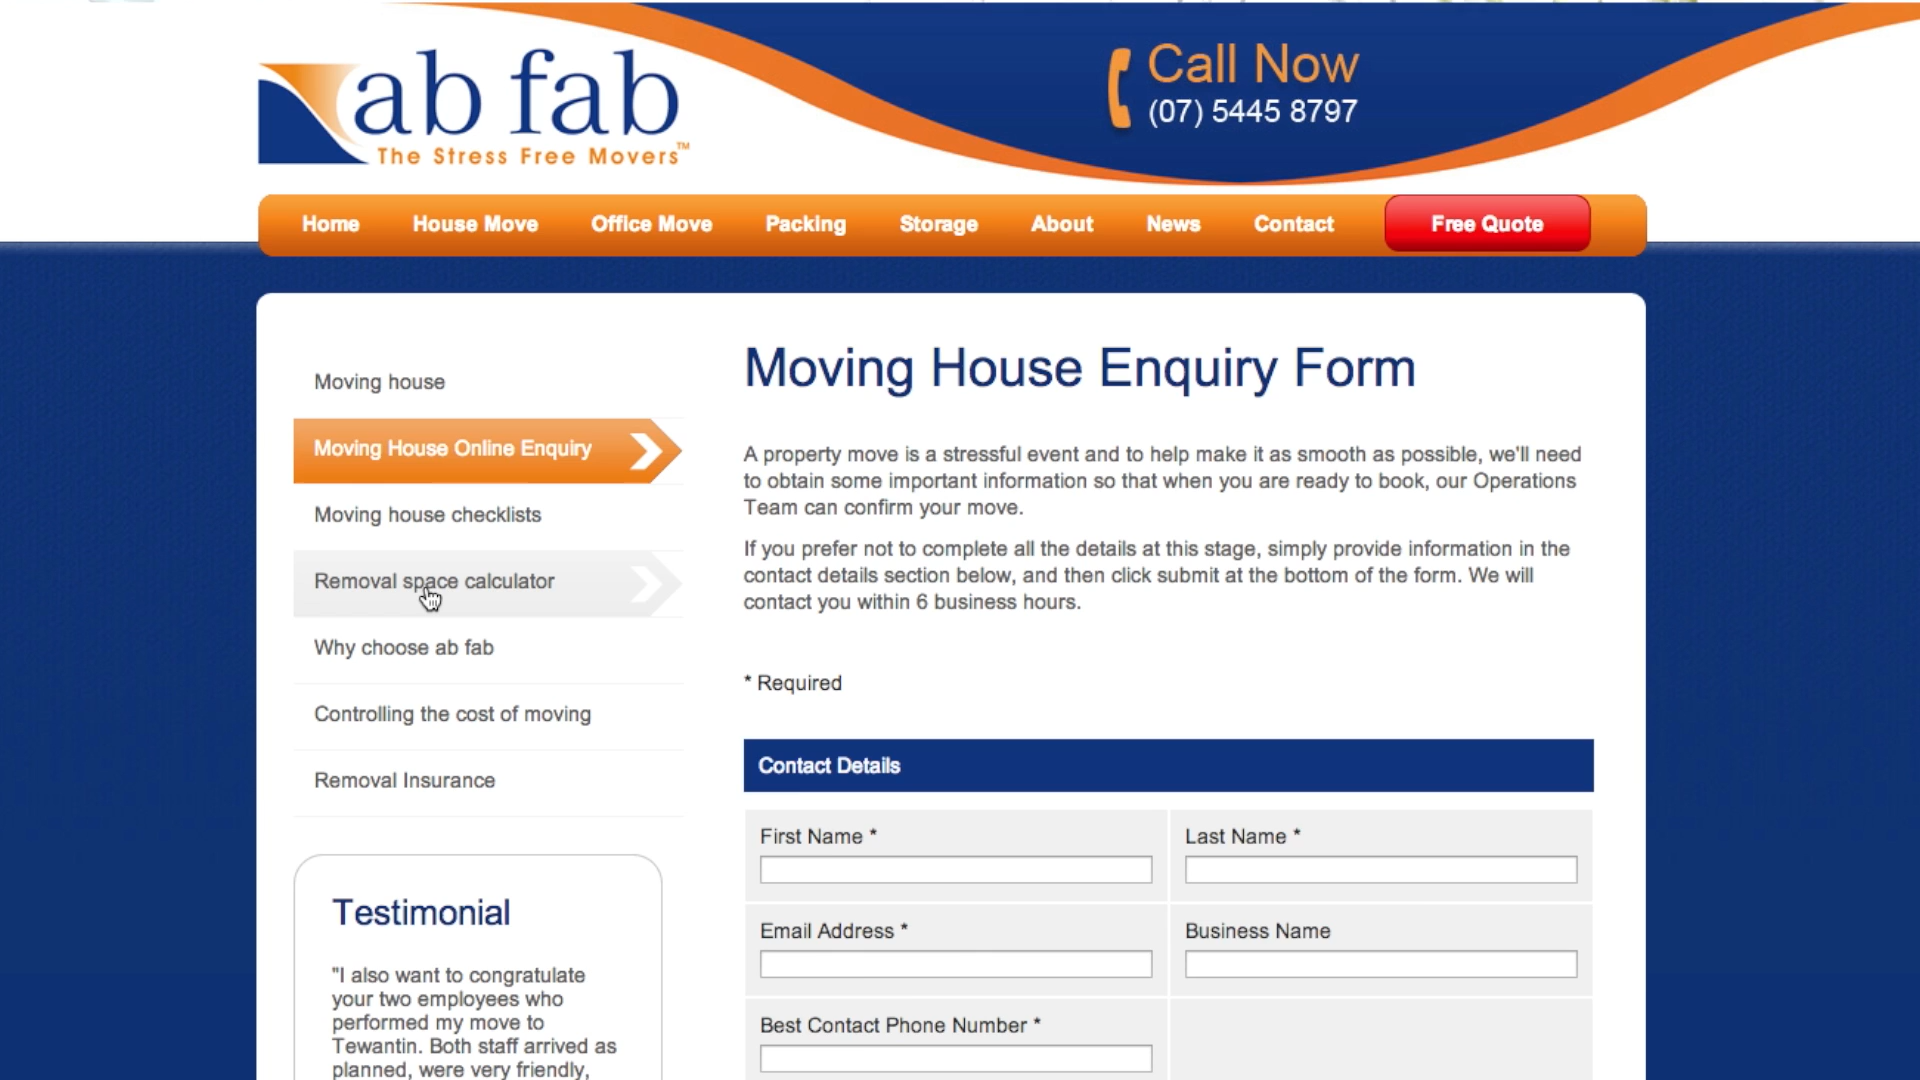 ab fab
The Stress Free Movers™
Call Now
(07) 5445 8797
Home House Move Office Move Packing Storage About News Contact Free Quote
Moving house
Moving House Online Enquiry
Moving house checklists
Removal space calculator
Why choose ab fab
Controlling the cost of moving
Removal Insurance
Testimonial
"I also want to congratulate
your two employees who
performed my move to
Tewantin. Both staff arrived as
planned, were very friendly,
Moving House Enquiry Form
A property move is a stressful event and to help make it as smooth as possible, we'll need
to obtain some important information so that when you are ready to book, our Operations
Team can confirm your move.
If you prefer not to complete all the details at this stage, simply provide information in the
contact details section below, and then click submit at the bottom of the form. We will
contact you within 6 business hours.
* Required
Contact Details
First Name * Last Name *
Email Address * Business Name
Best Contact Phone Number *